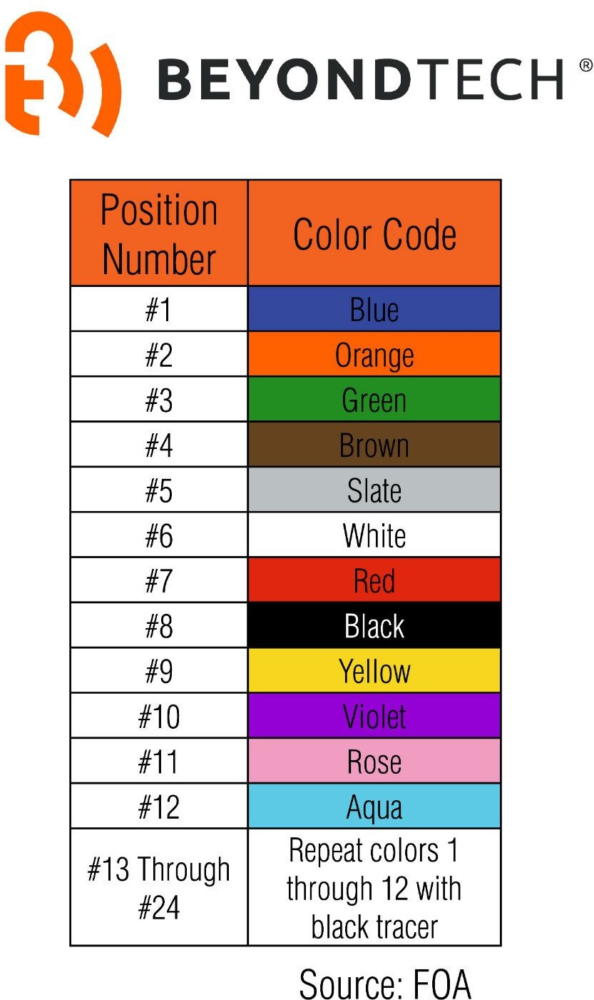 BEYONDTECH ®
Position
Number
Color Code
#1
Blue
#2
Orange
#3
Green
#4
Brown
#5
Slate
#6
White
#7
Red
#8
Black
#9
Yellow
#10
Violet
#11
Rose
#12
Aqua
#13 Through
#24
Repeat colors 1
through 12 with
black tracer
Source: FOA